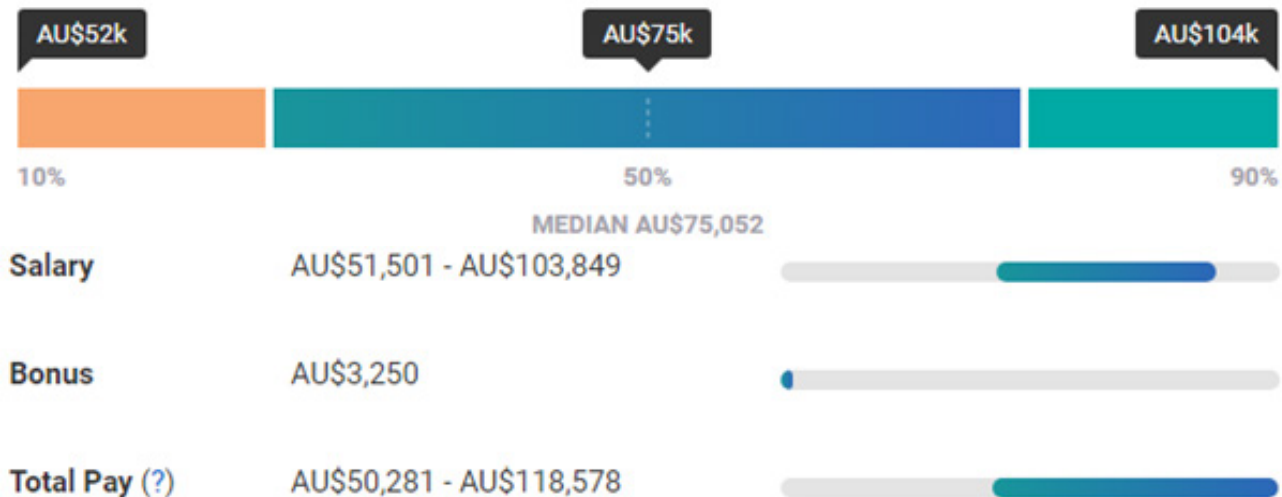 AU$52k AU$75k AU$104k
10% 50% 90%
MEDIAN AU$75,052
Salary AU$51,501 - AU$103,849
Bonus AU$3,250
Total Pay (?) AU$50,281 - AU$118,578